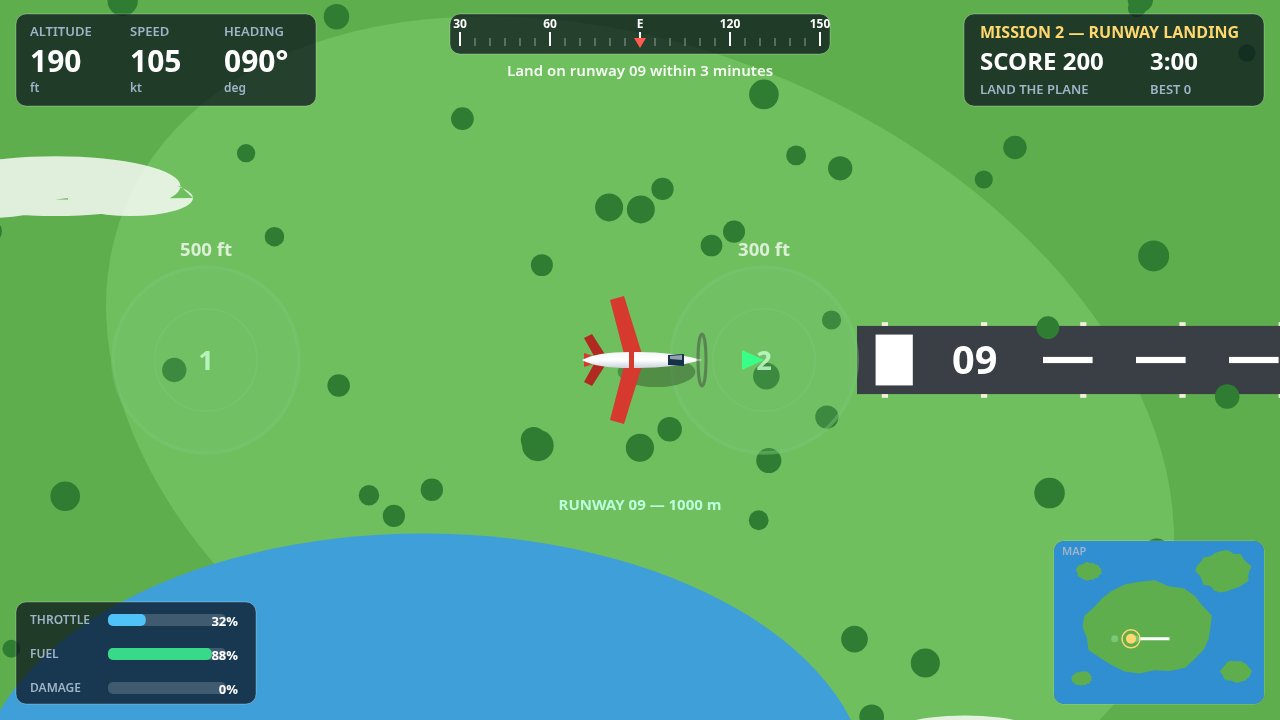 ALTITUDE SPEED HEADING
190 105 090°
ft kt deg
30 60 E 120 150
Land on runway 09 within 3 minutes
MISSION 2 — RUNWAY LANDING
SCORE 200 3:00
LAND THE PLANE BEST 0
500 ft
300 ft
1
2
09
RUNWAY 09 — 1000 m
THROTTLE 32%
FUEL 88%
DAMAGE 0%
MAP